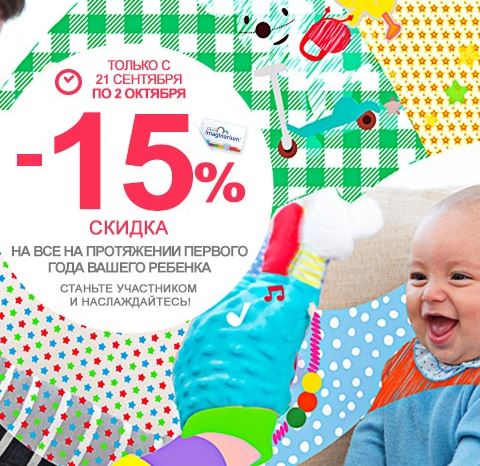 ТОЛЬКО С
21 СЕНТЯБРЯ
ПО 2 ОКТЯБРЯ
-15%
imaginarium
СКИДКА
НА ВСЕ НА ПРОТЯЖЕНИИ ПЕРВОГО
ГОДА ВАШЕГО РЕБЕНКА
СТАНЬТЕ УЧАСТНИКОМ
И НАСЛАЖДАЙТЕСЬ!